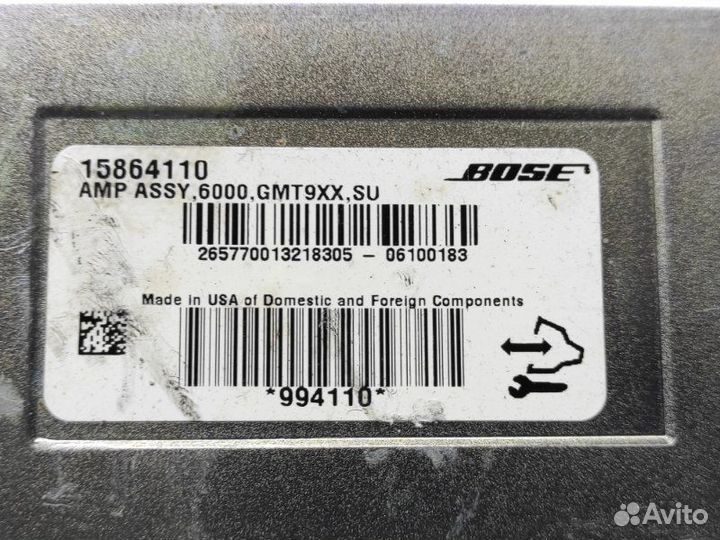 15864110
BOSE
AMP ASSY,6000,GMT9XX,SU
265770013218305 - 06100183
Made in USA of Domestic and Foreign Components
*994110*
Avito